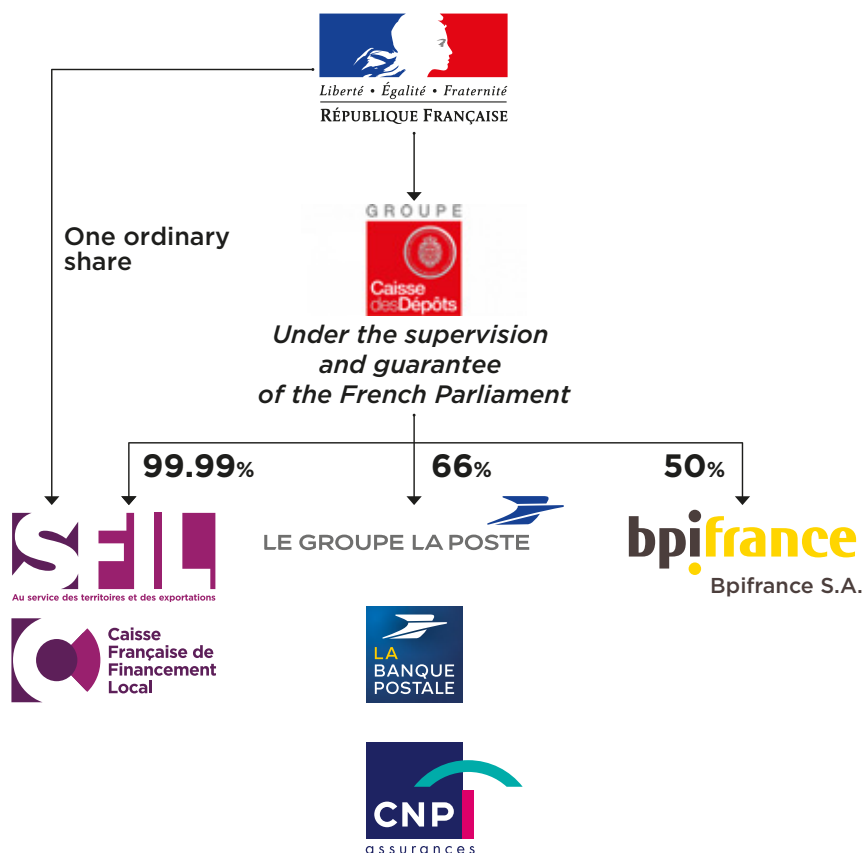 Liberté • Égalité • Fraternité
RÉPUBLIQUE FRANÇAISE
One ordinary
share
GROUPE
Caisse
desDépôts
Under the supervision
and guarantee
of the French Parliament
99.99%
66%
50%
SFIL
Au service des territoires et des exportations
LE GROUPE LA POSTE
bpifrance
Bpifrance S.A.
Caisse
Française de
Financement
Local
LA
BANQUE
POSTALE
CNP
assurances